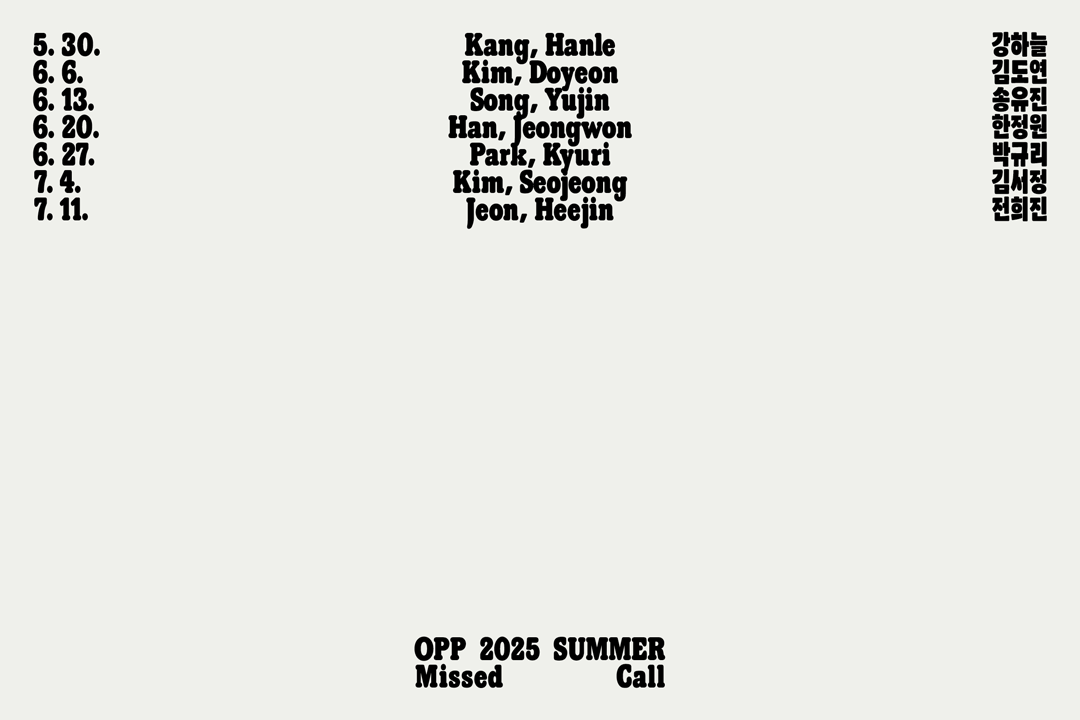 5. 30. Kang, Hanle 강하늘
6. 6. Kim, Doyeon 김도연
6. 13. Song, Yujin 송유진
6. 20. Han, Jeongwon 한정원
6. 27. Park, Kyuri 박규리
7. 4. Kim, Seojeong 김서정
7. 11. Jeon, Heejin 전희진
OPP 2025 SUMMER
Missed Call